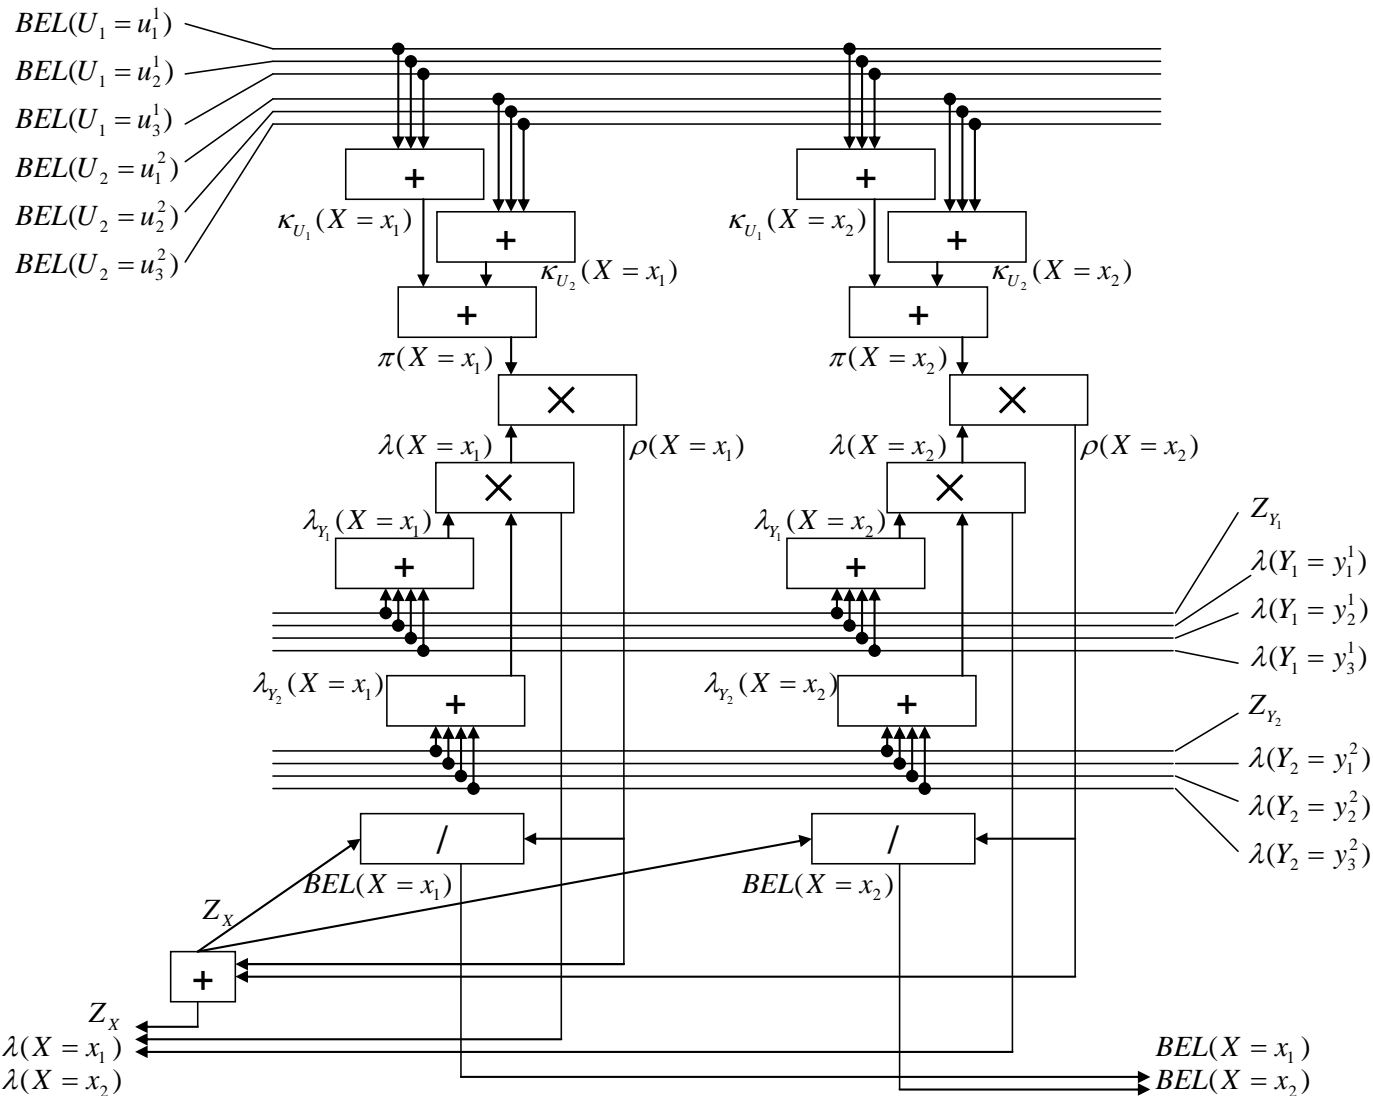 BEL(U₁ = u₁¹)
BEL(U₁ = u₂¹)
BEL(U₁ = u₃¹)
BEL(U₂ = u₁²)
BEL(U₂ = u₂²)
BEL(U₂ = u₃²)
+
+
κ_{U₁}(X = x₁)
κ_{U₁}(X = x₂)
+
+
κ_{U₂}(X = x₁)
κ_{U₂}(X = x₂)
+
+
π(X = x₁)
π(X = x₂)
×
×
λ(X = x₁)
ρ(X = x₁)
λ(X = x₂)
ρ(X = x₂)
×
×
λ_{Y₁}(X = x₁)
λ_{Y₁}(X = x₂)
+
+
Z_{Y₁}
λ(Y₁ = y₁¹)
λ(Y₁ = y₂¹)
λ(Y₁ = y₃¹)
λ_{Y₂}(X = x₁)
λ_{Y₂}(X = x₂)
+
+
Z_{Y₂}
λ(Y₂ = y₁²)
λ(Y₂ = y₂²)
λ(Y₂ = y₃²)
/
/
BEL(X = x₁)
BEL(X = x₂)
Z_X
+
Z_X
λ(X = x₁)
λ(X = x₂)
BEL(X = x₁)
BEL(X = x₂)